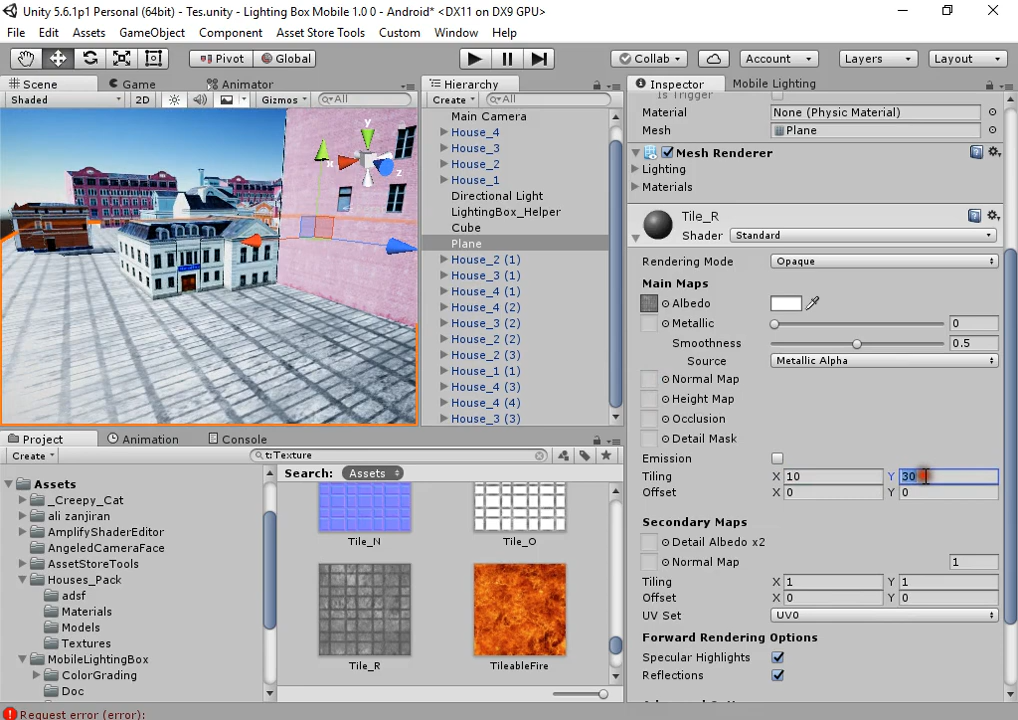 Unity 5.6.1p1 Personal (64bit) - Tes.unity - Lighting Box Mobile 1.0 0 - Android* <DX11 on DX9 GPU>
File Edit Assets GameObject Component Asset Store Tools Custom Window Help
Pivot Global Collab Account Layers Layout
Scene Game Animator
Shaded 2D Gizmos All
y
x
z
Hierarchy
Create All
Main Camera
House_4
House_3
House_2
House_1
Directional Light
LightingBox_Helper
Cube
Plane
House_2 (1)
House_3 (1)
House_4 (1)
House_4 (2)
House_3 (2)
House_2 (2)
House_2 (3)
House_1 (1)
House_4 (3)
House_4 (4)
House_3 (3)
Inspector Mobile Lighting
Is Trigger
Material None (Physic Material)
Mesh Plane
Mesh Renderer
Lighting
Materials
Tile_R
Shader Standard
Rendering Mode Opaque
Main Maps
Albedo
Metallic 0
Smoothness 0.5
Source Metallic Alpha
Normal Map
Height Map
Occlusion
Detail Mask
Emission
Tiling X 10 Y 30
Offset X 0 Y 0
Secondary Maps
Detail Albedo x2
Normal Map 1
Tiling X 1 Y 1
Offset X 0 Y 0
UV Set UV0
Forward Rendering Options
Specular Highlights
Reflections
Project Animation Console
Create t:Texture
Assets
_Creepy_Cat
ali zanjiran
AmplifyShaderEditor
AngeledCameraFace
AssetStoreTools
Houses_Pack
adsf
Materials
Models
Textures
MobileLightingBox
ColorGrading
Doc
Search: Assets
Tile_N Tile_O
Tile_R TileableFire
Request error (error):